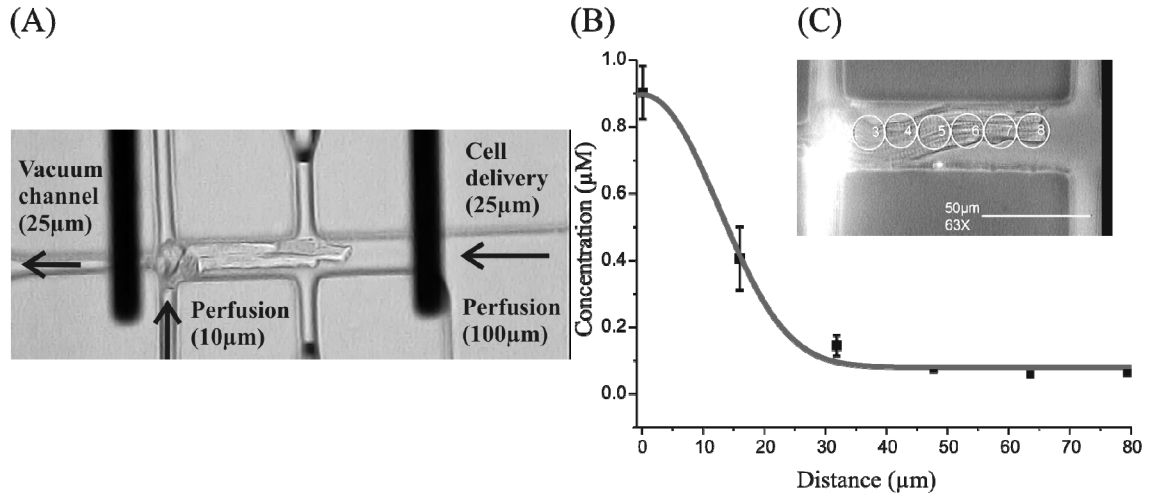 (A)
Vacuum
channel
(25μm)
Cell
delivery
(25μm)
Perfusion
(10μm)
Perfusion
(100μm)
(B)
Concentration (μM)
1.0
0.8
0.6
0.4
0.2
0.0
0 10 20 30 40 50 60 70 80
Distance (μm)
(C)
3 4 5 6 7 8
50μm
63X